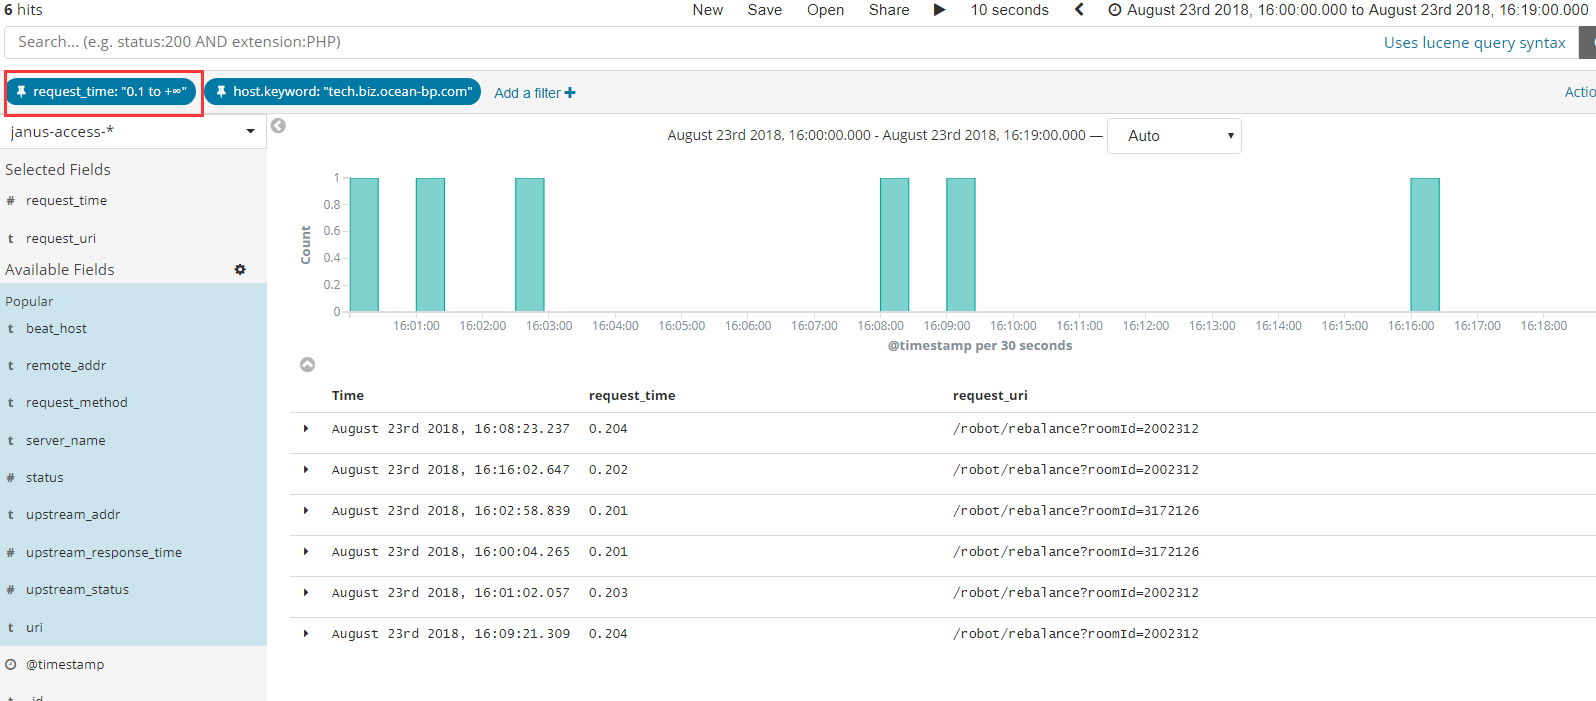 6 hits New Save Open Share 10 seconds August 23rd 2018, 16:00:00.000 to August 23rd 2018, 16:19:00.000
Search... (e.g. status:200 AND extension:PHP) Uses lucene query syntax
request_time: "0.1 to +∞" host.keyword: "tech.biz.ocean-bp.com" Add a filter + Actio
janus-access-*
August 23rd 2018, 16:00:00.000 - August 23rd 2018, 16:19:00.000 — Auto
Selected Fields
# request_time
t request_uri
Available Fields
Popular
t beat_host
t remote_addr
t request_method
t server_name
# status
t upstream_addr
# upstream_response_time
# upstream_status
t uri
@timestamp
t _id
Count
1
0.8
0.6
0.4
0.2
0
16:01:00 16:02:00 16:03:00 16:04:00 16:05:00 16:06:00 16:07:00 16:08:00 16:09:00 16:10:00 16:11:00 16:12:00 16:13:00 16:14:00 16:15:00 16:16:00 16:17:00 16:18:00
@timestamp per 30 seconds
Time request_time request_uri
August 23rd 2018, 16:08:23.237 0.204 /robot/rebalance?roomId=2002312
August 23rd 2018, 16:16:02.647 0.202 /robot/rebalance?roomId=2002312
August 23rd 2018, 16:02:58.839 0.201 /robot/rebalance?roomId=3172126
August 23rd 2018, 16:00:04.265 0.201 /robot/rebalance?roomId=3172126
August 23rd 2018, 16:01:02.057 0.203 /robot/rebalance?roomId=2002312
August 23rd 2018, 16:09:21.309 0.204 /robot/rebalance?roomId=2002312